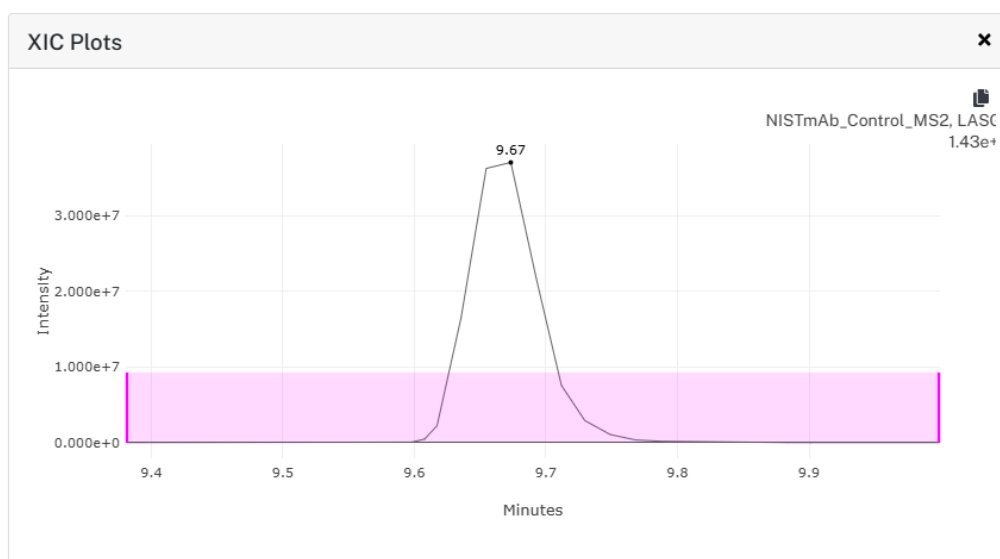 XIC Plots
NISTmAb_Control_MS2,
1.43e+
9.67
3.000e+7
2.000e+7
1.000e+7
0.000e+0
Intensity
9.4 9.5 9.6 9.7 9.8 9.9
Minutes